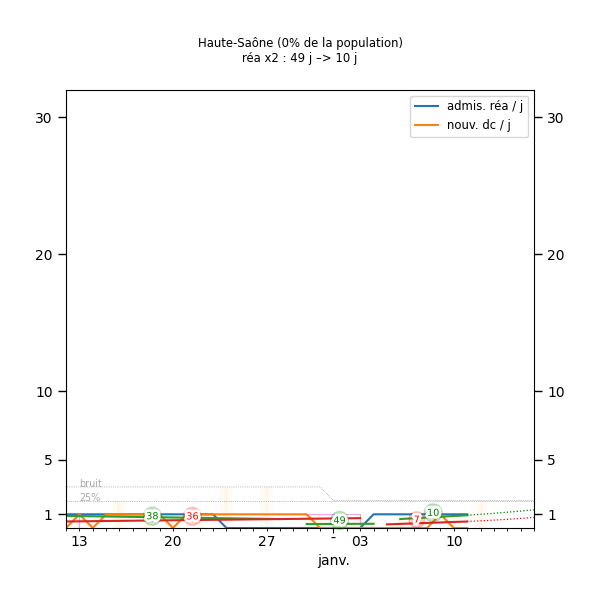 Haute-Saône (0% de la population)
réa x2 : 49 j –> 10 j
admis. réa / j
nouv. dc / j
30 30
20 20
10 10
5 5
bruit
25%
1 38 36 49 7 10 1
13 20 27 - 03 10
janv.